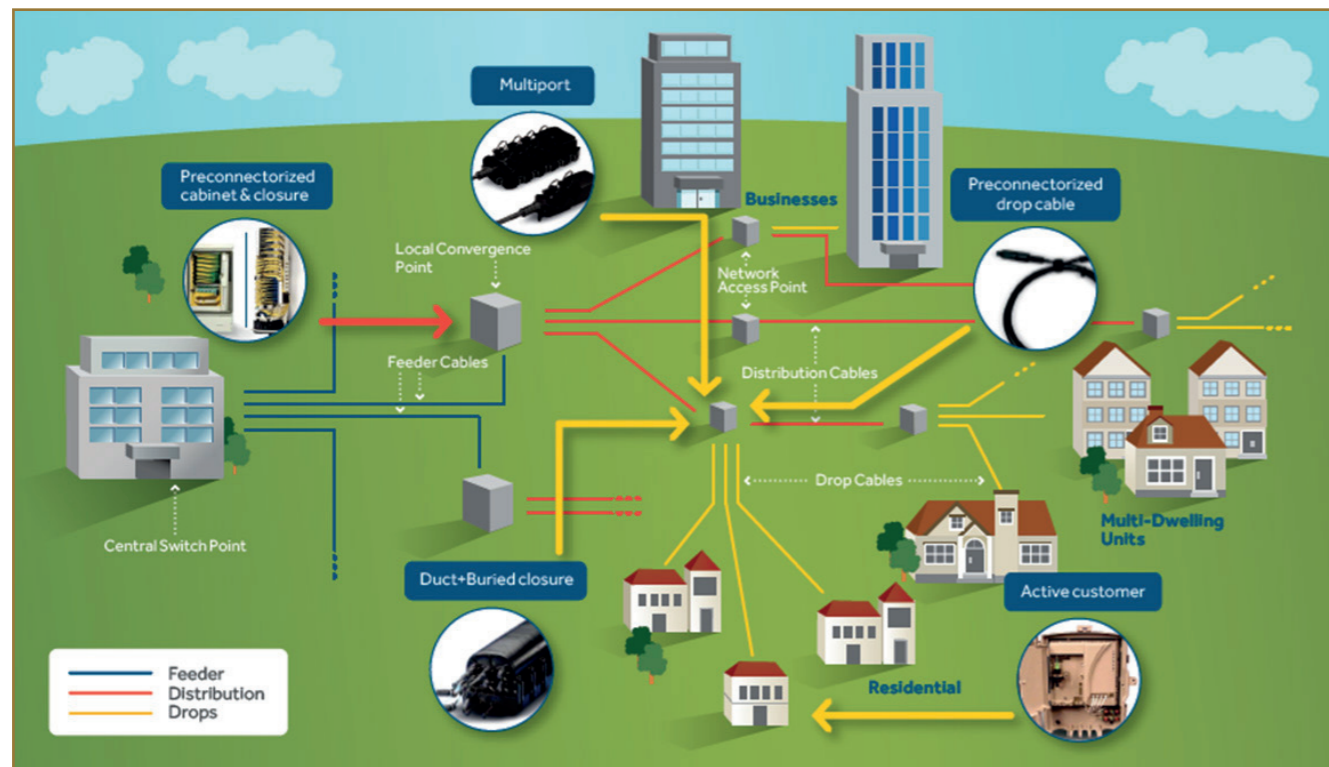 Multiport
Preconnectorized
cabinet & closure
Businesses
Preconnectorized
drop cable
Local Convergence
Point
Network
Access Point
Feeder Cables
Distribution Cables
Drop Cables
Central Switch Point
Multi-Dwelling
Units
Duct+Buried closure
Active customer
Residential
Feeder
Distribution
Drops